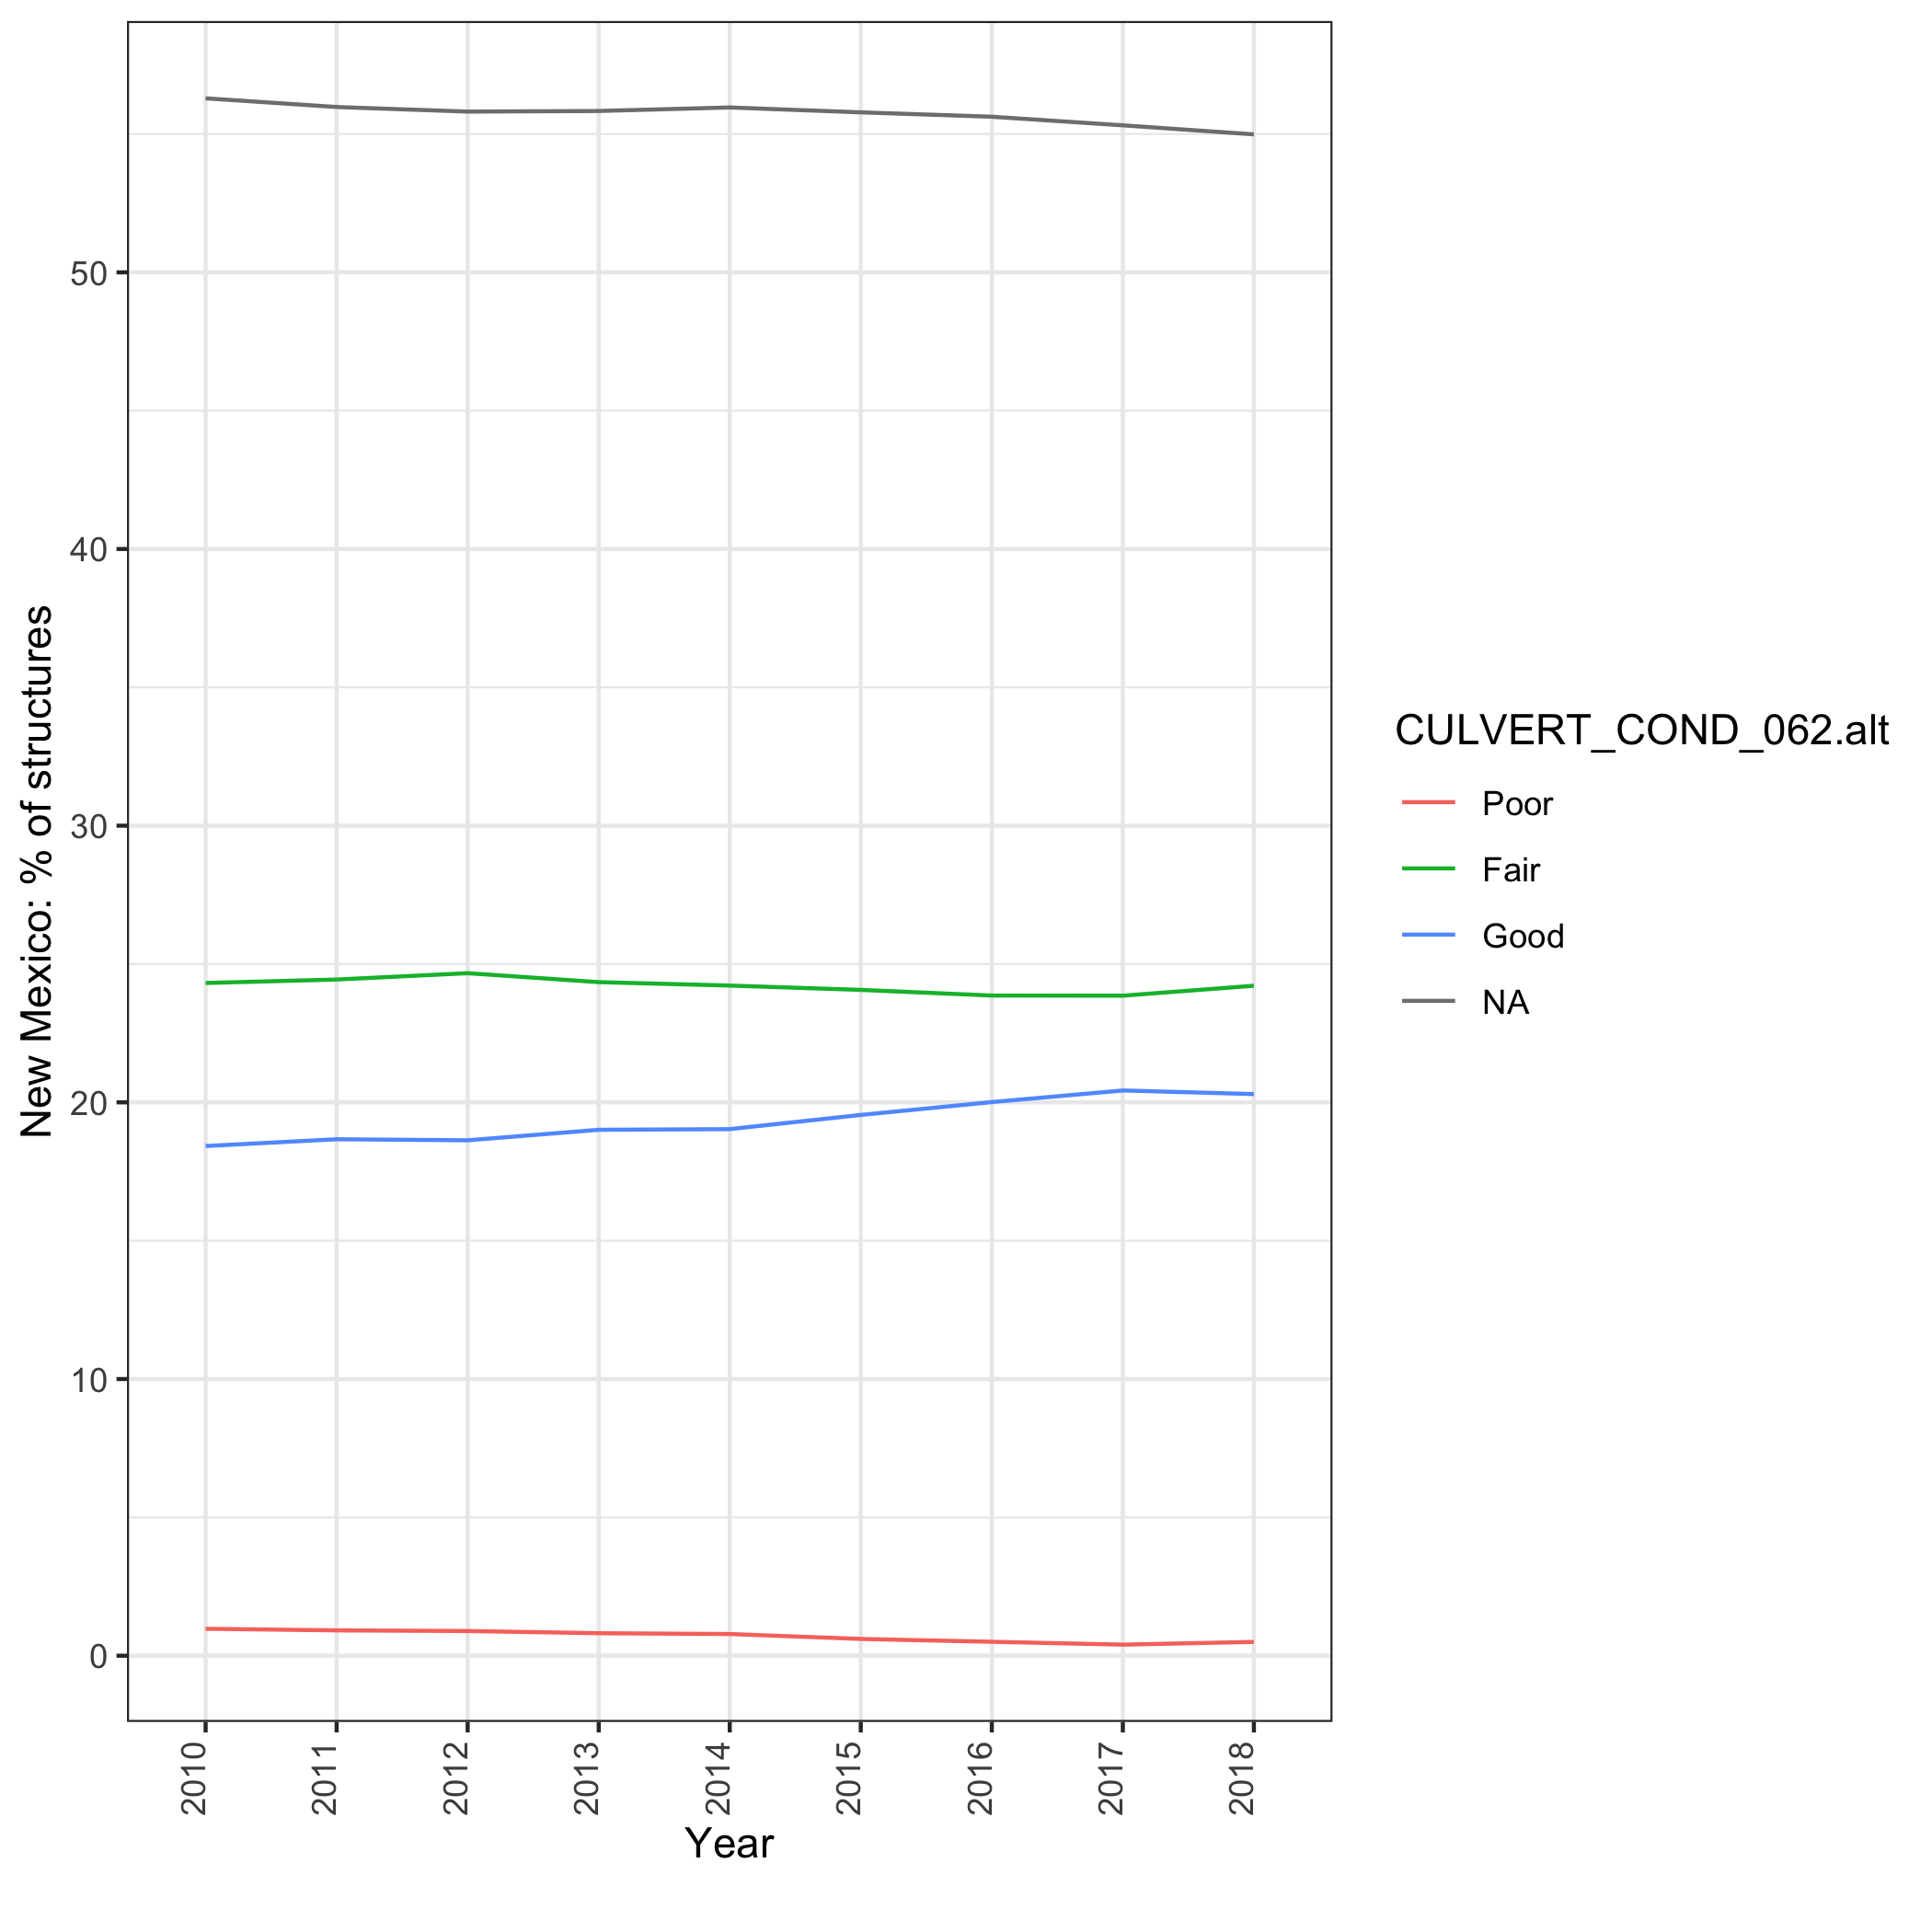 New Mexico: % of structures
50
40
30
20
10
0
2010
2011
2012
2013
2014
2015
2016
2017
2018
Year
CULVERT_COND_062.alt
Poor
Fair
Good
NA